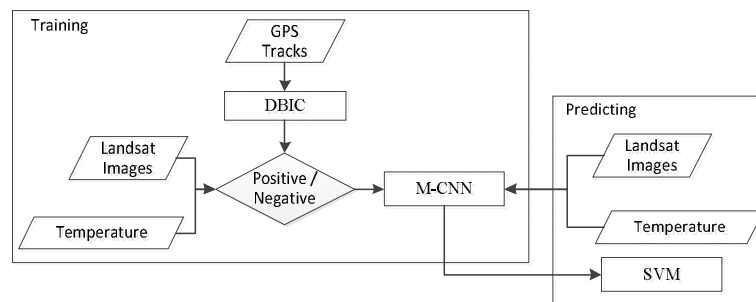 Training
GPS
Tracks
DBIC
Landsat
Images
Positive /
Negative
Temperature
M-CNN
Predicting
Landsat
Images
Temperature
SVM